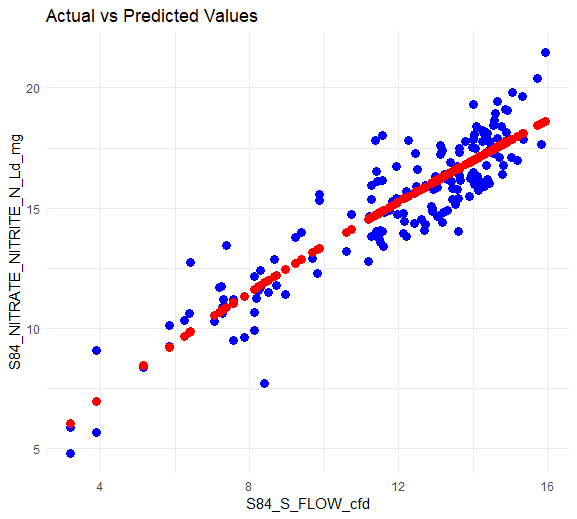 Actual vs Predicted Values
S84_NITRATE_NITRITE_N_Ld_mg
20
15
10
5
4
8
12
16
S84_S_FLOW_cfd